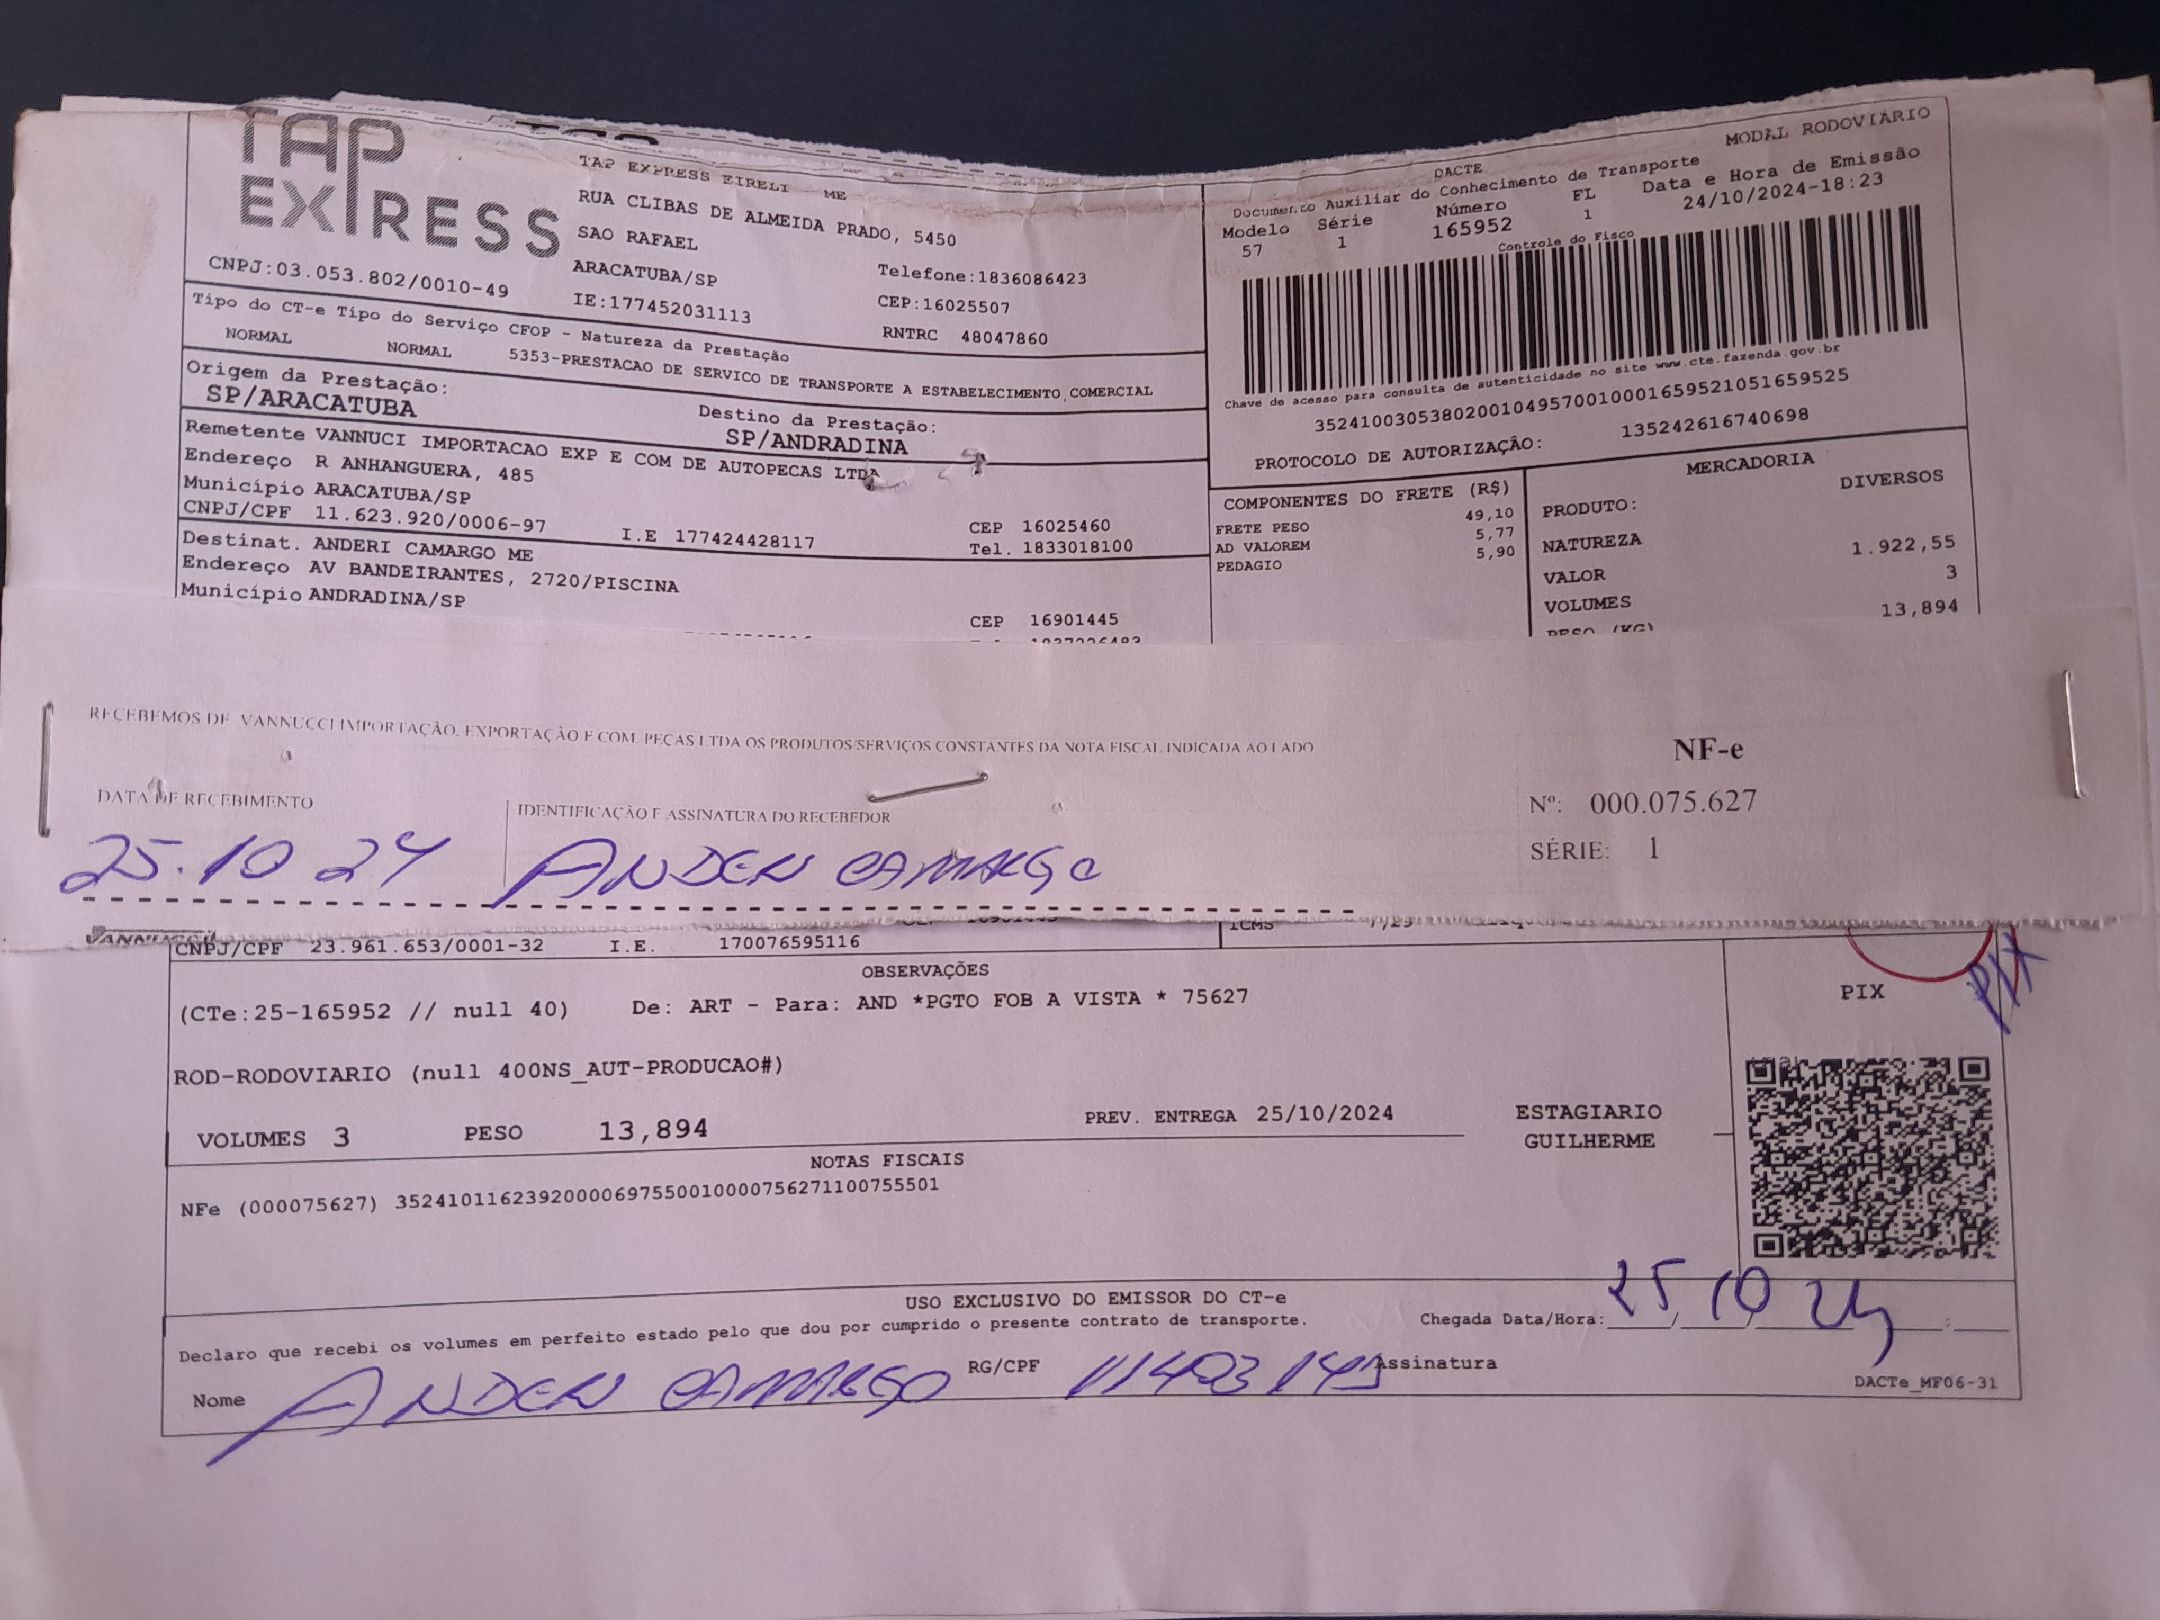 TAP
EXPRESS
TAP EXPRESS EIRELI ME
RUA CLIBAS DE ALMEIDA PRADO, 5450
SAO RAFAEL
ARACATUBA/SP
Telefone:1836086423
CNPJ:03.053.802/0010-49
IE:177452031113
CEP:16025507
RNTRC 48047860
MODAL RODOVIARIO
DACTE
Documento Auxiliar do Conhecimento de Transporte
Modelo Série Número FL Data e Hora de Emissão
57 1 165952 1 24/10/2024-18:23
Controle do Fisco
Chave de acesso para consulta de autenticidade no site www.cte.fazenda.gov.br
PROTOCOLO DE AUTORIZAÇÃO: 135242616740698
Tipo do CT-e Tipo do Serviço CFOP - Natureza da Prestação
NORMAL NORMAL 5353-PRESTACAO DE SERVICO DE TRANSPORTE A ESTABELECIMENTO COMERCIAL
Origem da Prestação: Destino da Prestação:
SP/ARACATUBA SP/ANDRADINA
Remetente VANNUCI IMPORTACAO EXP E COM DE AUTOPECAS LTDA
Endereço R ANHANGUERA, 485
Município ARACATUBA/SP CEP 16025460
CNPJ/CPF 11.623.920/0006-97 I.E 177424428117 Tel. 1833018100
Destinat. ANDERI CAMARGO ME
Endereço AV BANDEIRANTES, 2720/PISCINA
Município ANDRADINA/SP CEP 16901445
COMPONENTES DO FRETE (R$)
FRETE PESO 49,10
AD VALOREM 5,77
PEDAGIO 5,90
MERCADORIA
PRODUTO: DIVERSOS
NATUREZA
VALOR 1.922,55
VOLUMES 3
PESO (KG) 13,894
RECEBEMOS DE VANNUCCI IMPORTAÇÃO, EXPORTAÇÃO E COM. PEÇAS LTDA OS PRODUTOS/SERVIÇOS CONSTANTES DA NOTA FISCAL INDICADA AO LADO
NF-e
Nº: 000.075.627
SÉRIE: 1
DATA DE RECEBIMENTO IDENTIFICAÇÃO E ASSINATURA DO RECEBEDOR
25.10 24 CAMARGO
VANNUCCI
CNPJ/CPF 23.961.653/0001-32 I.E. 170076595116
ICMS
OBSERVAÇÕES
(CTe:25-165952 // null 40) De: ART - Para: AND *PGTO FOB A VISTA * 75627
ROD-RODOVIARIO (null 400NS_AUT-PRODUCAO#)
PIX
PIX
VOLUMES 3 PESO 13,894 PREV. ENTREGA 25/10/2024
ESTAGIARIO
GUILHERME
NOTAS FISCAIS
NFe (000075627)
USO EXCLUSIVO DO EMISSOR DO CT-e
Declaro que recebi os volumes em perfeito estado pelo que dou por cumprido o presente contrato de transporte.
Chegada Data/Hora: 25/10/24 :
Nome CAMARGO RG/CPF Assinatura
DACTe_MF06-31